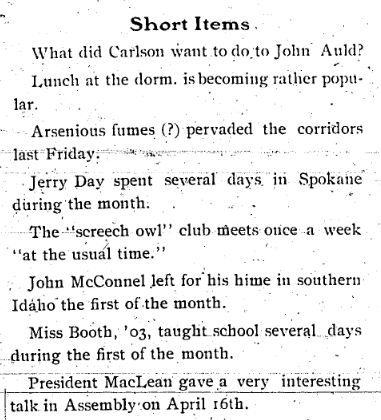 Short Items
What did Carlson want to do to John Auld?
Lunch at the dorm. is becoming rather popu-
lar.
Arsenious fumes (?) pervaded the corridors
last Friday.
Jerry Day spent several days in Spokane
during the month.
The "screech owl" club meets once a week
"at the usual time."
John McConnel left for his hime in southern
Idaho the first of the month.
Miss Booth, '03, taught school several days
during the first of the month.
President MacLean gave a very interesting
talk in Assembly on April 16th.